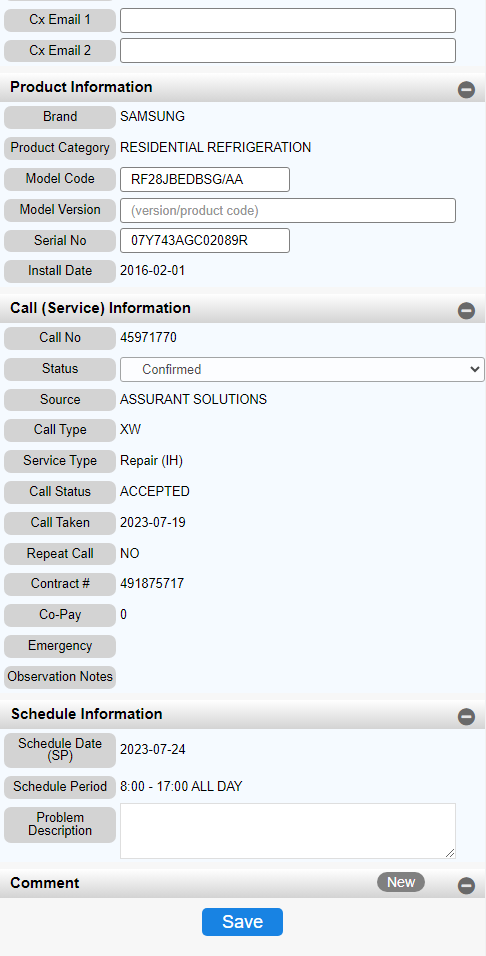 Cx Email 1
Cx Email 2
Product Information
Brand SAMSUNG
Product Category RESIDENTIAL REFRIGERATION
Model Code RF28JBEDBSG/AA
Model Version (version/product code)
Serial No 07Y743AGC02089R
Install Date 2016-02-01
Call (Service) Information
Call No 45971770
Status Confirmed
Source ASSURANT SOLUTIONS
Call Type XW
Service Type Repair (IH)
Call Status ACCEPTED
Call Taken 2023-07-19
Repeat Call NO
Contract # 491875717
Co-Pay 0
Emergency
Observation Notes
Schedule Information
Schedule Date
(SP) 2023-07-24
Schedule Period 8:00 - 17:00 ALL DAY
Problem
Description
Comment New
Save